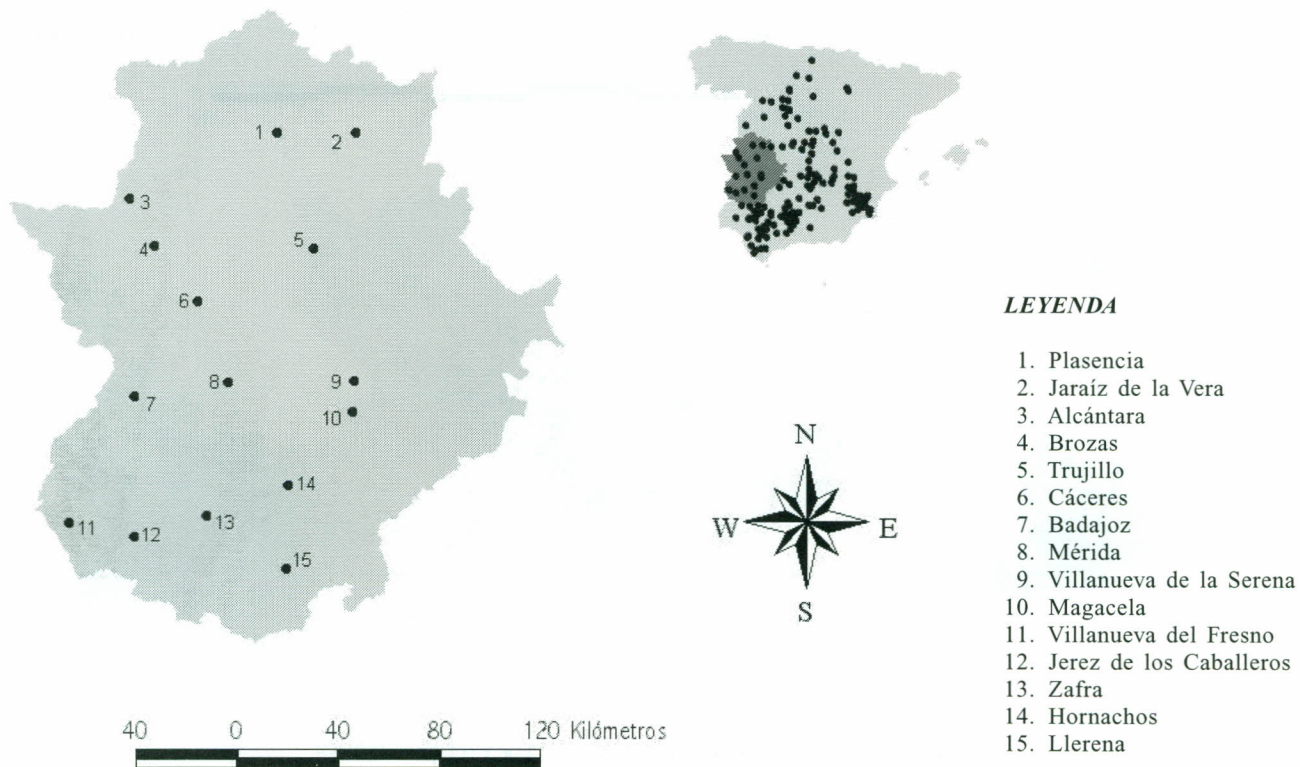 1
2
3
4
5
6
7
8
9
10
11
12
13
14
15
LEYENDA
1. Plasencia
2. Jaraíz de la Vera
3. Alcántara
4. Brozas
5. Trujillo
6. Cáceres
7. Badajoz
8. Mérida
9. Villanueva de la Serena
10. Magacela
11. Villanueva del Fresno
12. Jerez de los Caballeros
13. Zafra
14. Hornachos
15. Llerena
N
W E
S
40 0 40 80 120 Kilómetros